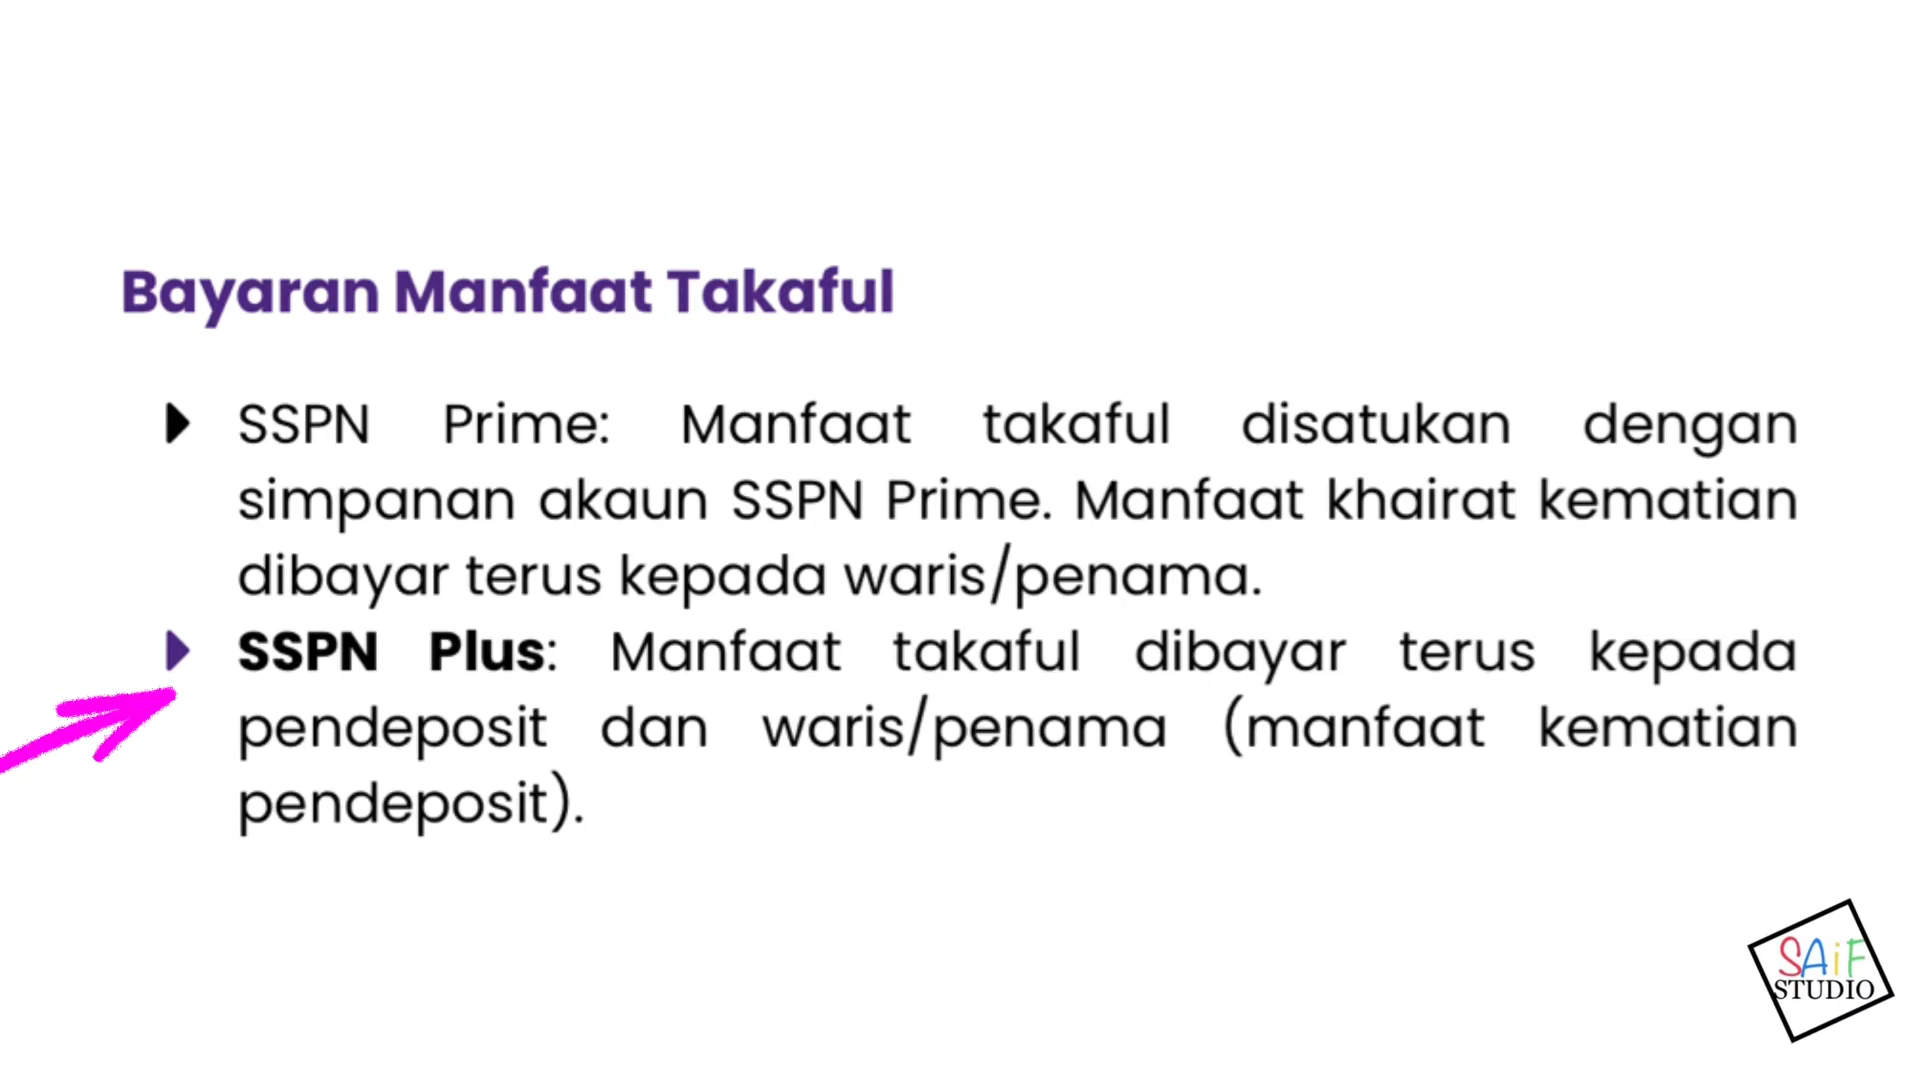 Bayaran Manfaat Takaful
SSPN Prime: Manfaat takaful disatukan dengan
simpanan akaun SSPN Prime. Manfaat khairat kematian
dibayar terus kepada waris/penama.
SSPN Plus: Manfaat takaful dibayar terus kepada
pendeposit dan waris/penama (manfaat kematian
pendeposit).
SAiF
STUDIO